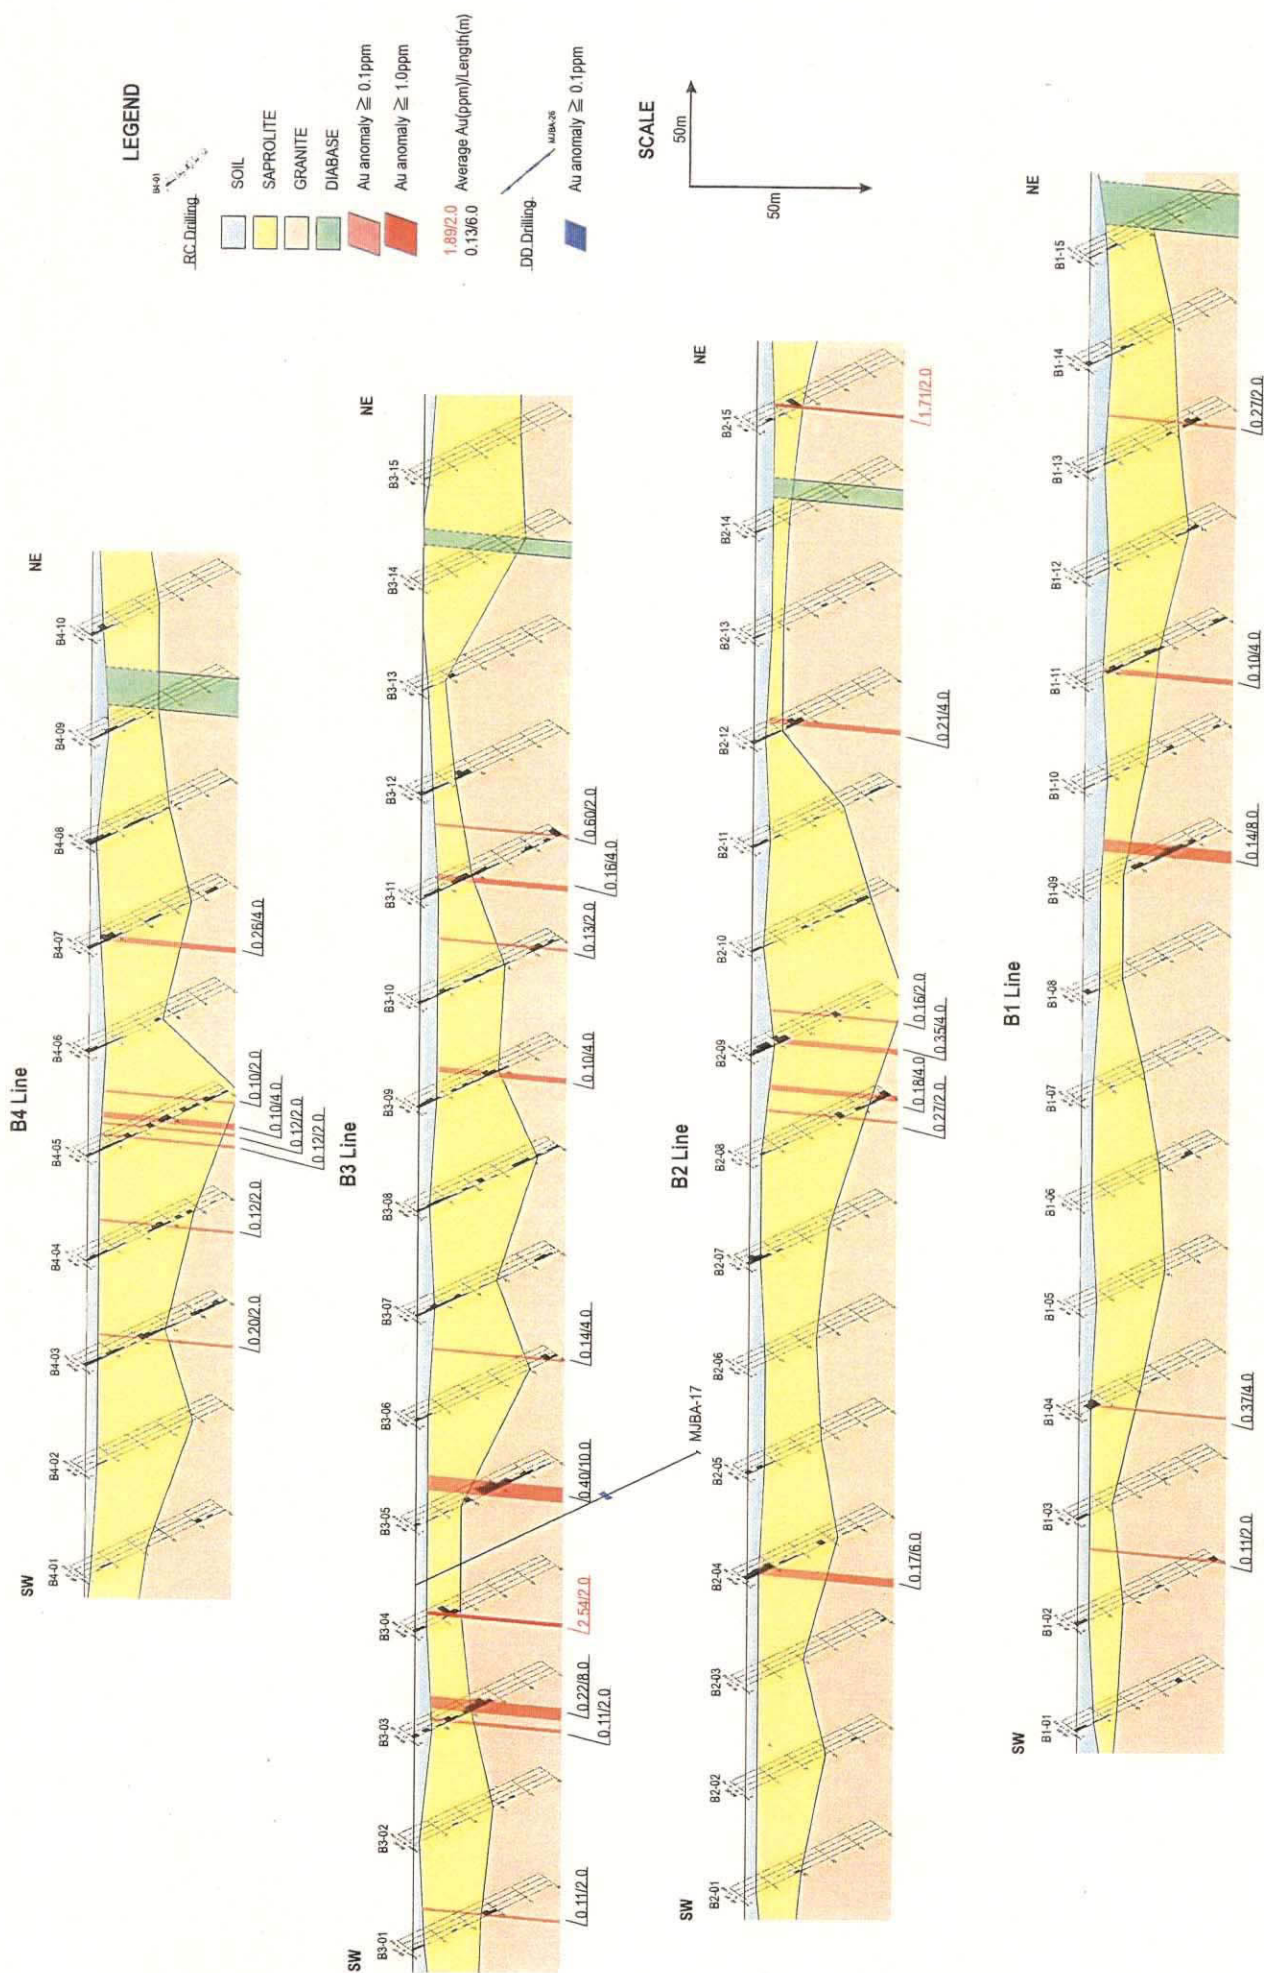 LEGEND
RC Drilling
B4-01
SOIL
SAPROLITE
GRANITE
DIABASE
Au anomaly ≧ 0.1ppm
Au anomaly ≧ 1.0ppm
1.89/2.0
0.13/6.0
Average Au(ppm)/Length(m)
DD Drilling
MJBA-26
Au anomaly ≧ 0.1ppm
SCALE
50m
50m
B4 Line
SW
NE
B4-01
B4-02
B4-03
B4-04
B4-05
B4-06
B4-07
B4-08
B4-09
B4-10
0.20/2.0
0.12/2.0
0.12/2.0
0.12/2.0
0.10/4.0
0.10/2.0
0.26/4.0
B3 Line
SW
NE
B3-01
B3-02
B3-03
B3-04
B3-05
B3-06
B3-07
B3-08
B3-09
B3-10
B3-11
B3-12
B3-13
B3-14
B3-15
0.11/2.0
0.11/2.0
0.22/8.0
2.54/2.0
0.40/10.0
MJBA-17
0.14/4.0
0.10/4.0
0.13/2.0
0.16/4.0
0.60/2.0
B2 Line
SW
NE
B2-01
B2-02
B2-03
B2-04
B2-05
B2-06
B2-07
B2-08
B2-09
B2-10
B2-11
B2-12
B2-13
B2-14
B2-15
0.17/6.0
0.27/2.0
0.18/4.0
0.35/4.0
0.16/2.0
0.21/4.0
1.71/2.0
B1 Line
SW
NE
B1-01
B1-02
B1-03
B1-04
B1-05
B1-06
B1-07
B1-08
B1-09
B1-10
B1-11
B1-12
B1-13
B1-14
B1-15
0.11/2.0
0.37/4.0
0.14/8.0
0.10/4.0
0.27/2.0